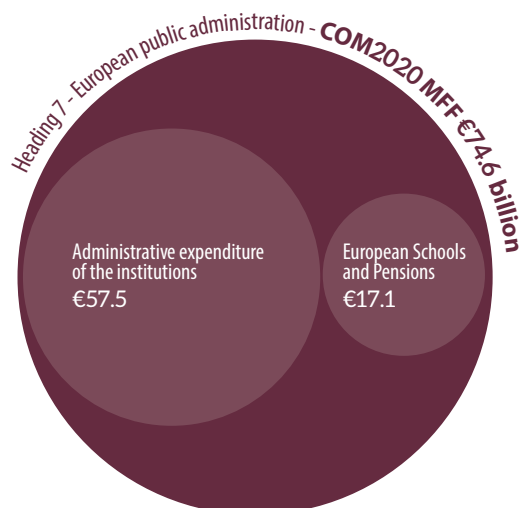 Heading 7 - European public administration - COM2020 MFF €74.6 billion
Administrative expenditure
of the institutions
€57.5
European Schools
and Pensions
€17.1